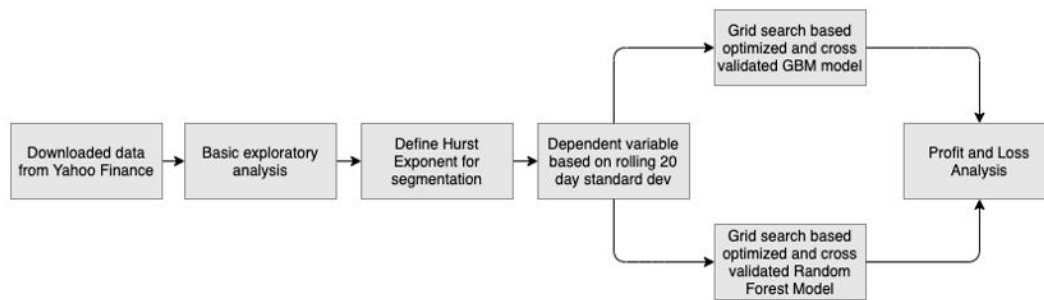 Downloaded data
from Yahoo Finance
Basic exploratory
analysis
Define Hurst
Exponent for
segmentation
Dependent variable
based on rolling 20
day standard dev
Grid search based
optimized and cross
validated GBM model
Grid search based
optimized and cross
validated Random
Forest Model
Profit and Loss
Analysis